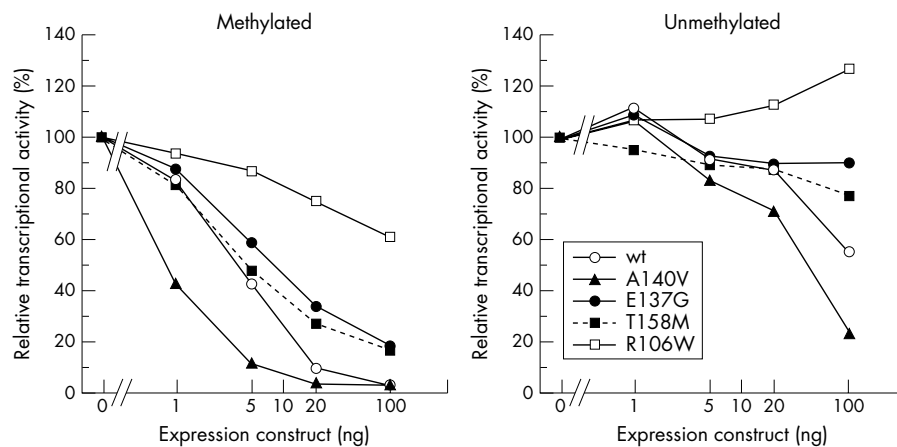 Methylated
Relative transcriptional activity (%)
140
120
100
80
60
40
20
0
0 1 5 10 20 100
Expression construct (ng)
Unmethylated
Relative transcriptional activity (%)
140
120
100
80
60
40
20
0
wt
A140V
E137G
T158M
R106W
0 1 5 10 20 100
Expression construct (ng)